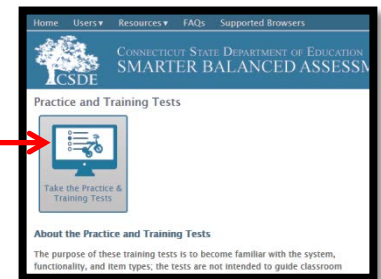 Home Users▾ Resources▾ FAQs Supported Browsers
CONNECTICUT STATE DEPARTMENT OF EDUCATION
SMARTER BALANCED ASSESSM
CSDE
Practice and Training Tests
Take the Practice &
Training Tests
About the Practice and Training Tests
The purpose of these training tests is to become familiar with the system,
functionality, and item types; the tests are not intended to guide classroom